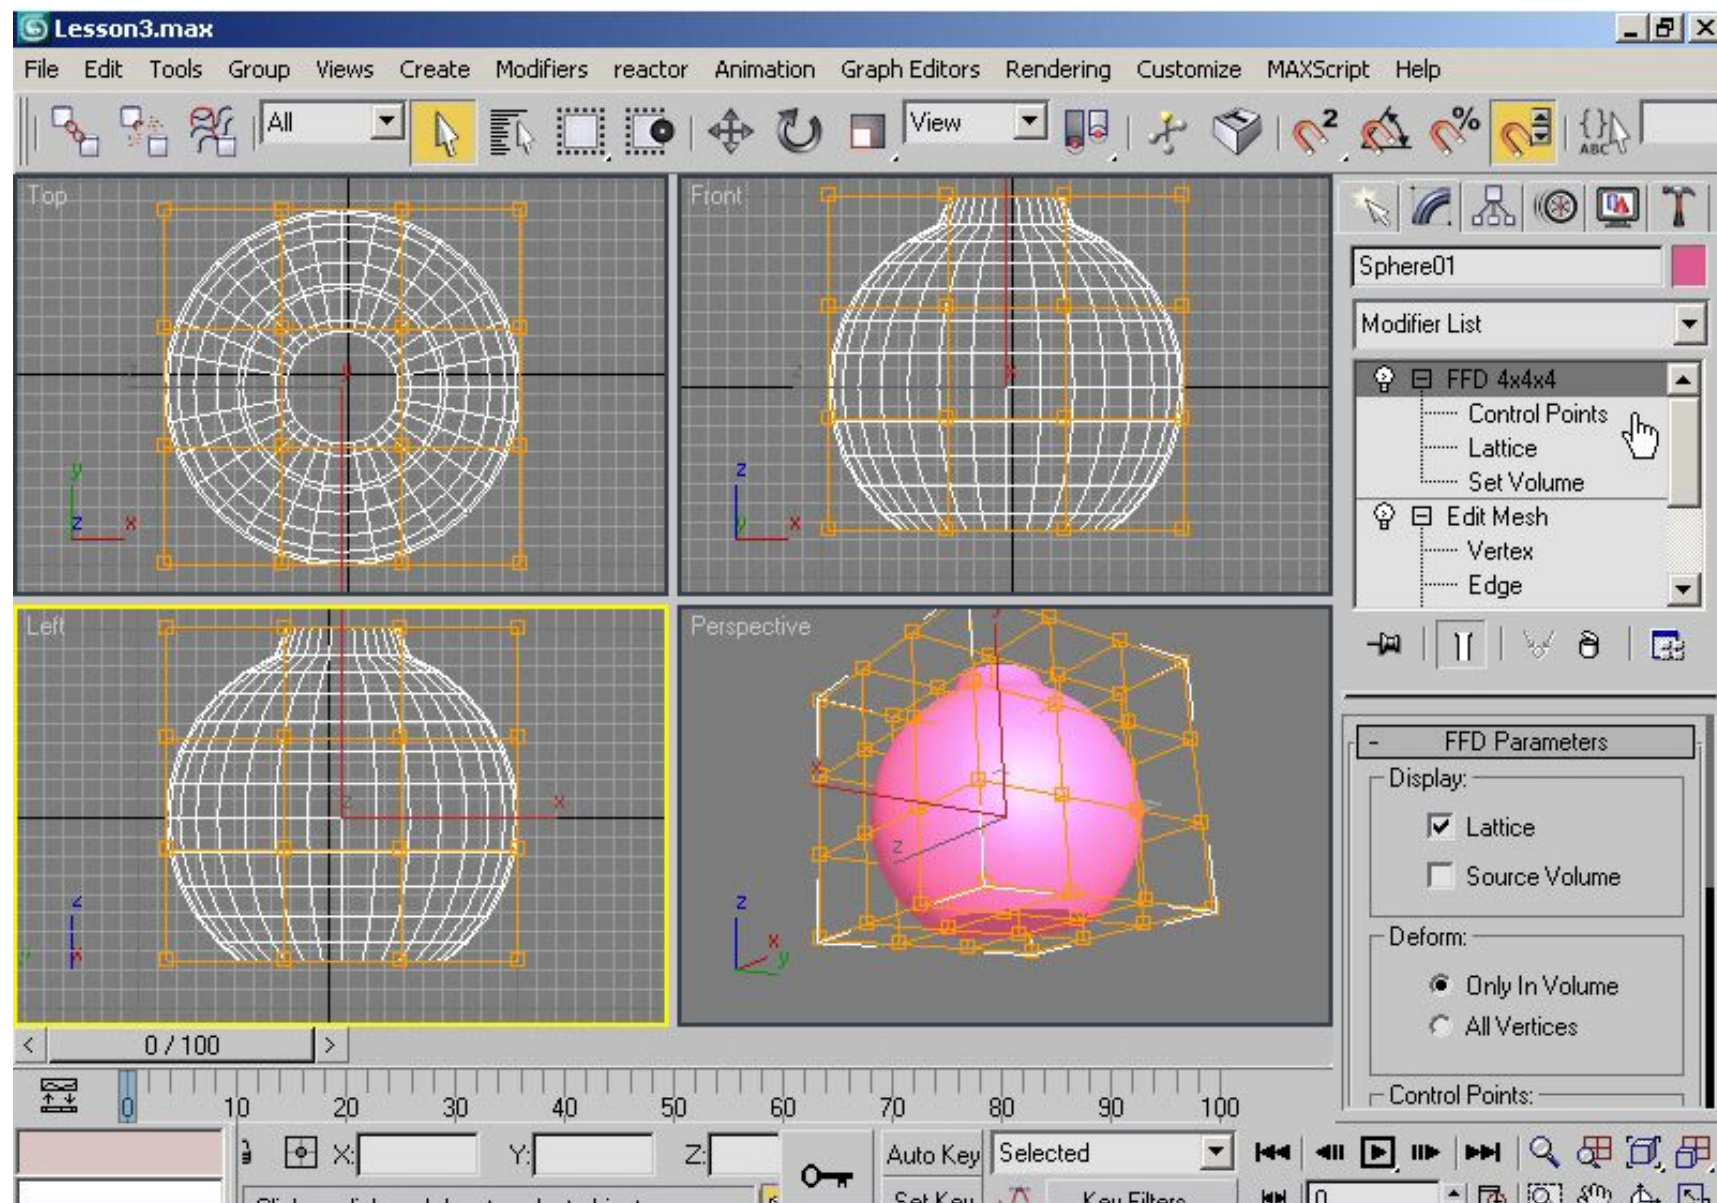 Lesson3.max
File Edit Tools Group Views Create Modifiers reactor Animation Graph Editors Rendering Customize MAXScript Help
All View 2 % ABC
Top
Front
Left
Perspective
y
z x
z
y x
z
x
y
z
x
y
x
z
Sphere01
Modifier List
FFD 4x4x4
Control Points
Lattice
Set Volume
Edit Mesh
Vertex
Edge
- FFD Parameters
Display:
Lattice
Source Volume
Deform:
Only In Volume
All Vertices
Control Points:
< 0 / 100 >
0 10 20 30 40 50 60 70 80 90 100
X: Y: Z: Auto Key Selected
Set Key Key Filters... 0